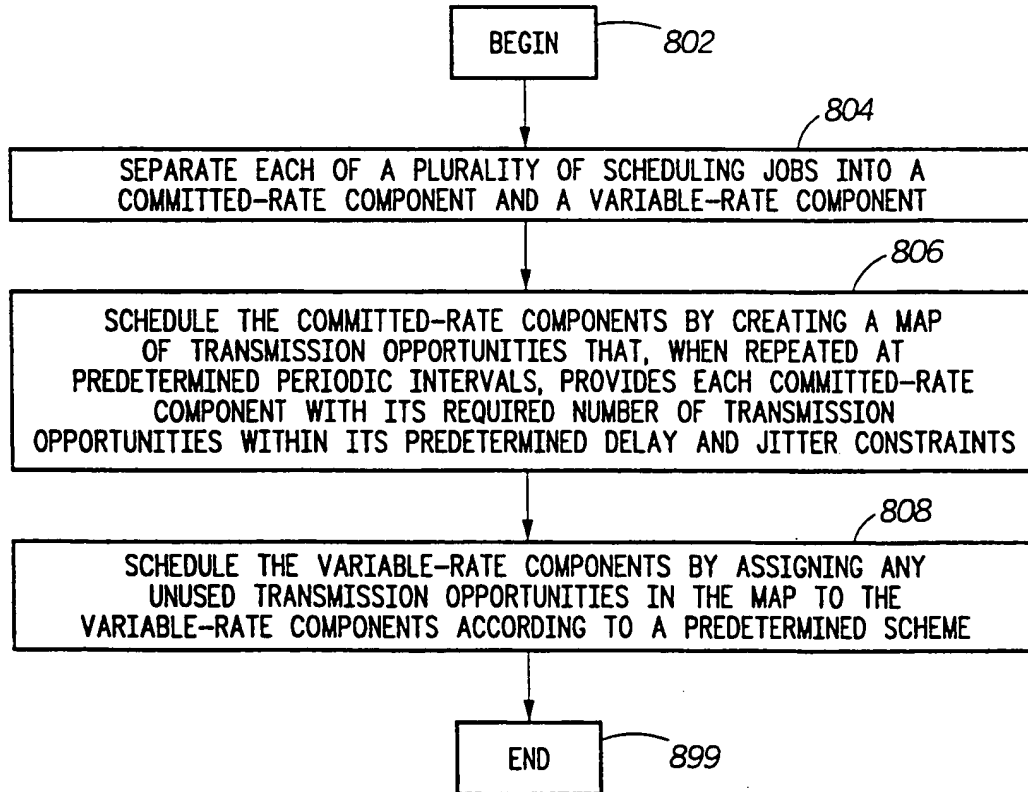 BEGIN
802
804
SEPARATE EACH OF A PLURALITY OF SCHEDULING JOBS INTO A
COMMITTED-RATE COMPONENT AND A VARIABLE-RATE COMPONENT
806
SCHEDULE THE COMMITTED-RATE COMPONENTS BY CREATING A MAP
OF TRANSMISSION OPPORTUNITIES THAT, WHEN REPEATED AT
PREDETERMINED PERIODIC INTERVALS, PROVIDES EACH COMMITTED-RATE
COMPONENT WITH ITS REQUIRED NUMBER OF TRANSMISSION
OPPORTUNITIES WITHIN ITS PREDETERMINED DELAY AND JITTER CONSTRAINTS
808
SCHEDULE THE VARIABLE-RATE COMPONENTS BY ASSIGNING ANY
UNUSED TRANSMISSION OPPORTUNITIES IN THE MAP TO THE
VARIABLE-RATE COMPONENTS ACCORDING TO A PREDETERMINED SCHEME
END
899